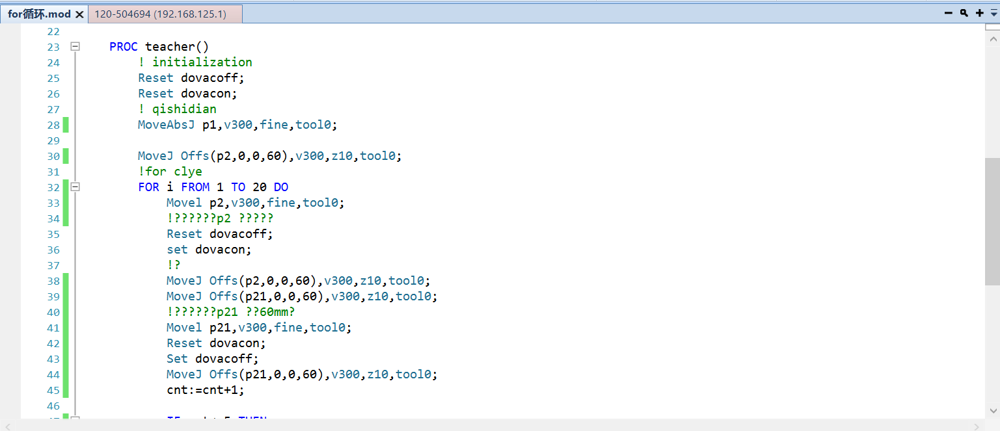 for循环.mod 120-504694 (192.168.125.1)
22
23 PROC teacher()
24 ! initialization
25 Reset dovacoff;
26 Reset dovacon;
27 ! qishidian
28 MoveAbsJ p1,v300,fine,tool0;
29
30 MoveJ Offs(p2,0,0,60),v300,z10,tool0;
31 !for clye
32 FOR i FROM 1 TO 20 DO
33 Movel p2,v300,fine,tool0;
34 !??????p2 ?????
35 Reset dovacoff;
36 set dovacon;
37 !?
38 MoveJ Offs(p2,0,0,60),v300,z10,tool0;
39 MoveJ Offs(p21,0,0,60),v300,z10,tool0;
40 !??????p21 ??60mm?
41 Movel p21,v300,fine,tool0;
42 Reset dovacon;
43 Set dovacoff;
44 MoveJ Offs(p21,0,0,60),v300,z10,tool0;
45 cnt:=cnt+1;
46